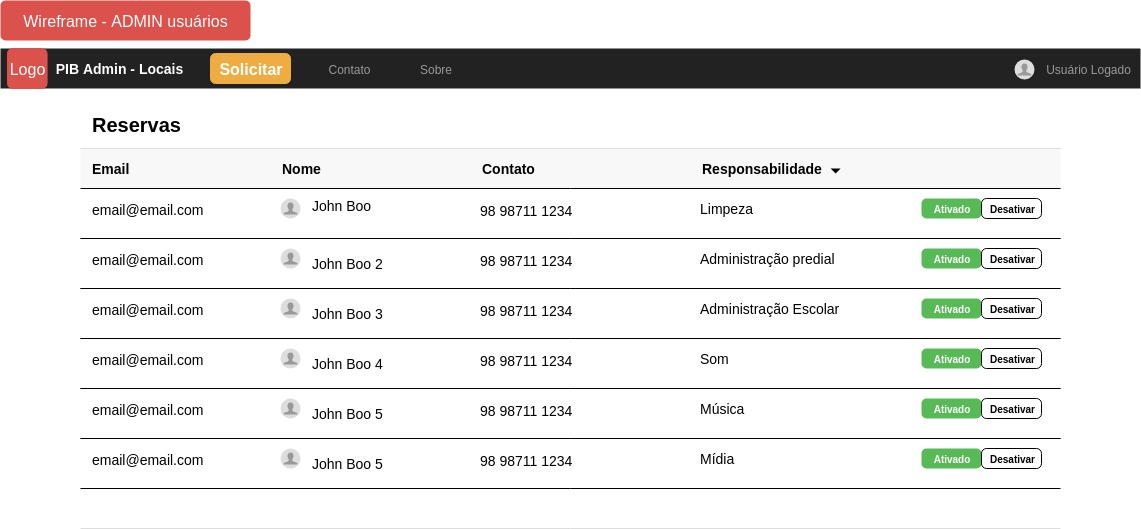 Wireframe - ADMIN usuários
Logo PIB Admin - Locais Solicitar Contato Sobre Usuário Logado
Reservas
Email Nome Contato Responsabilidade
email@email.com John Boo 98 98711 1234 Limpeza Ativado Desativar
email@email.com John Boo 2 98 98711 1234 Administração predial Ativado Desativar
email@email.com John Boo 3 98 98711 1234 Administração Escolar Ativado Desativar
email@email.com John Boo 4 98 98711 1234 Som Ativado Desativar
email@email.com John Boo 5 98 98711 1234 Música Ativado Desativar
email@email.com John Boo 5 98 98711 1234 Mídia Ativado Desativar